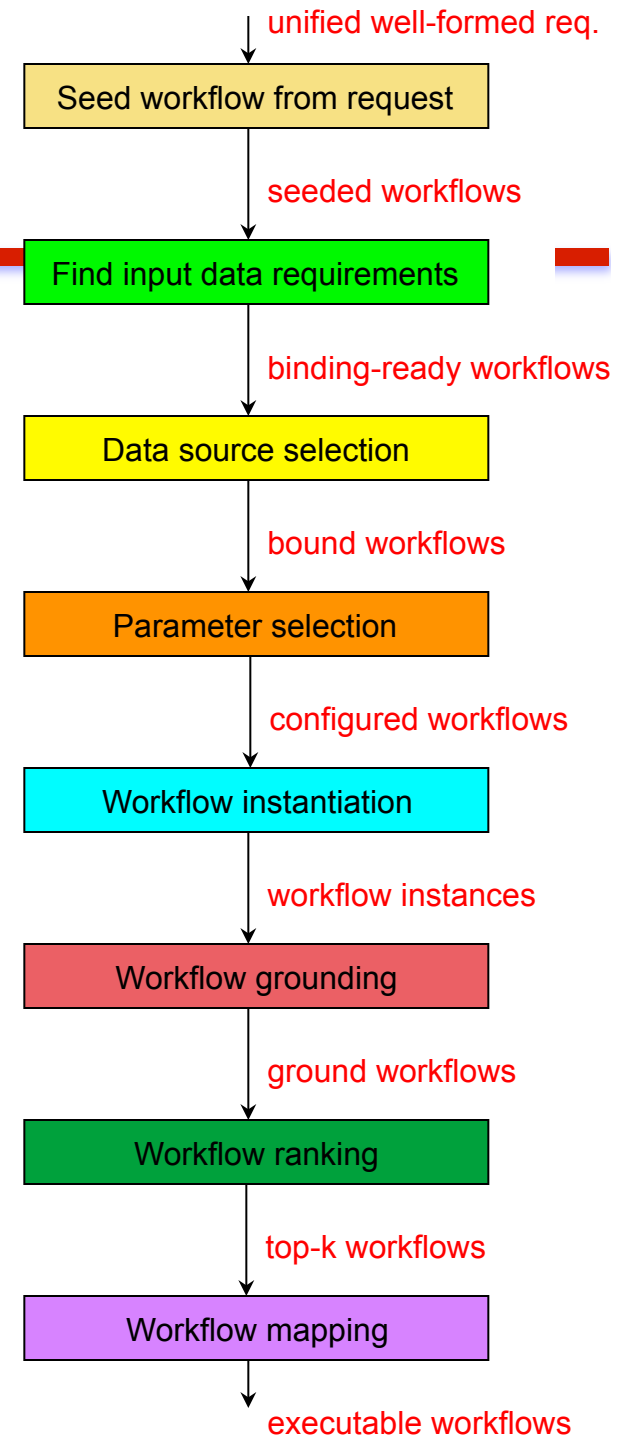 unified well-formed req.
Seed workflow from request
seeded workflows
Find input data requirements
binding-ready workflows
Data source selection
bound workflows
Parameter selection
configured workflows
Workflow instantiation
workflow instances
Workflow grounding
ground workflows
Workflow ranking
top-k workflows
Workflow mapping
executable workflows